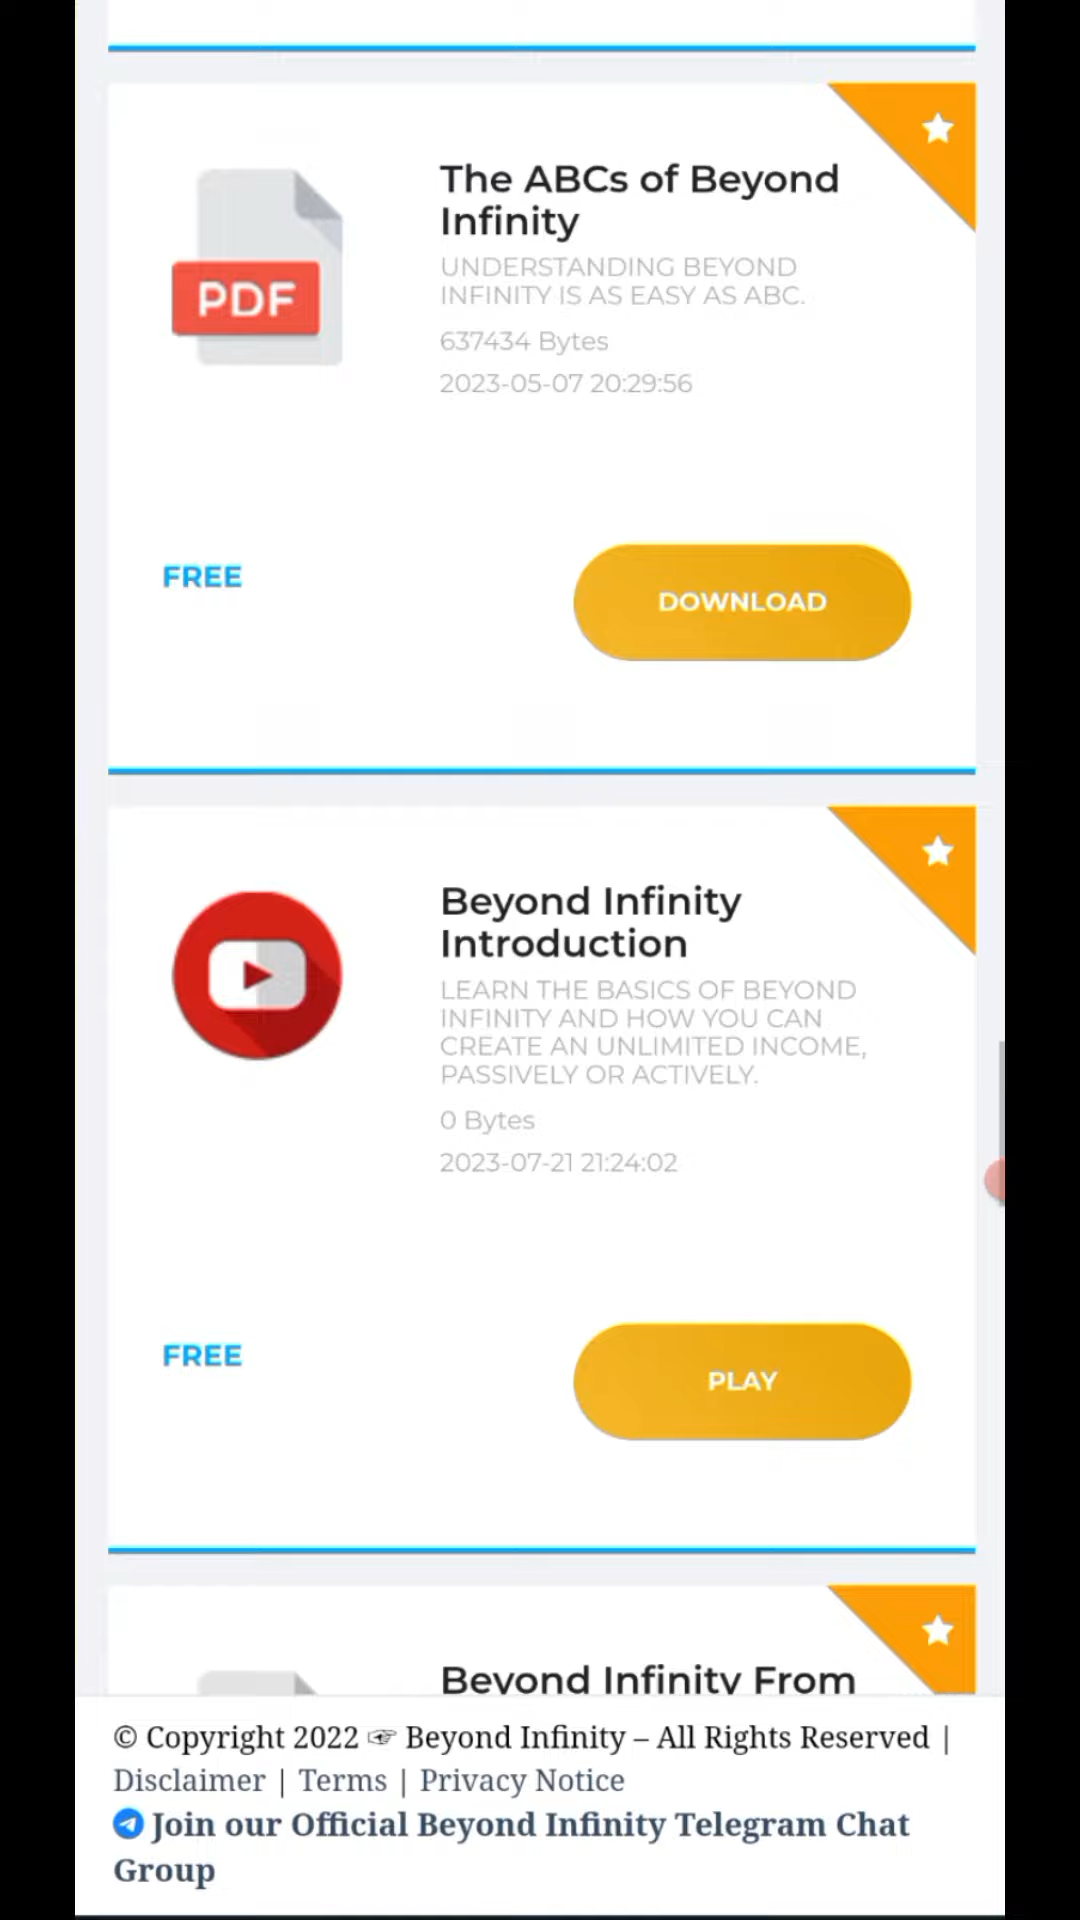 The ABCs of Beyond
Infinity
UNDERSTANDING BEYOND
INFINITY IS AS EASY AS ABC.
637434 Bytes
2023-05-07 20:29:56
PDF
FREE
DOWNLOAD
Beyond Infinity
Introduction
LEARN THE BASICS OF BEYOND
INFINITY AND HOW YOU CAN
CREATE AN UNLIMITED INCOME,
PASSIVELY OR ACTIVELY.
0 Bytes
2023-07-21 21:24:02
FREE
PLAY
Beyond Infinity From
© Copyright 2022 ☞ Beyond Infinity – All Rights Reserved |
Disclaimer | Terms | Privacy Notice
Join our Official Beyond Infinity Telegram Chat
Group